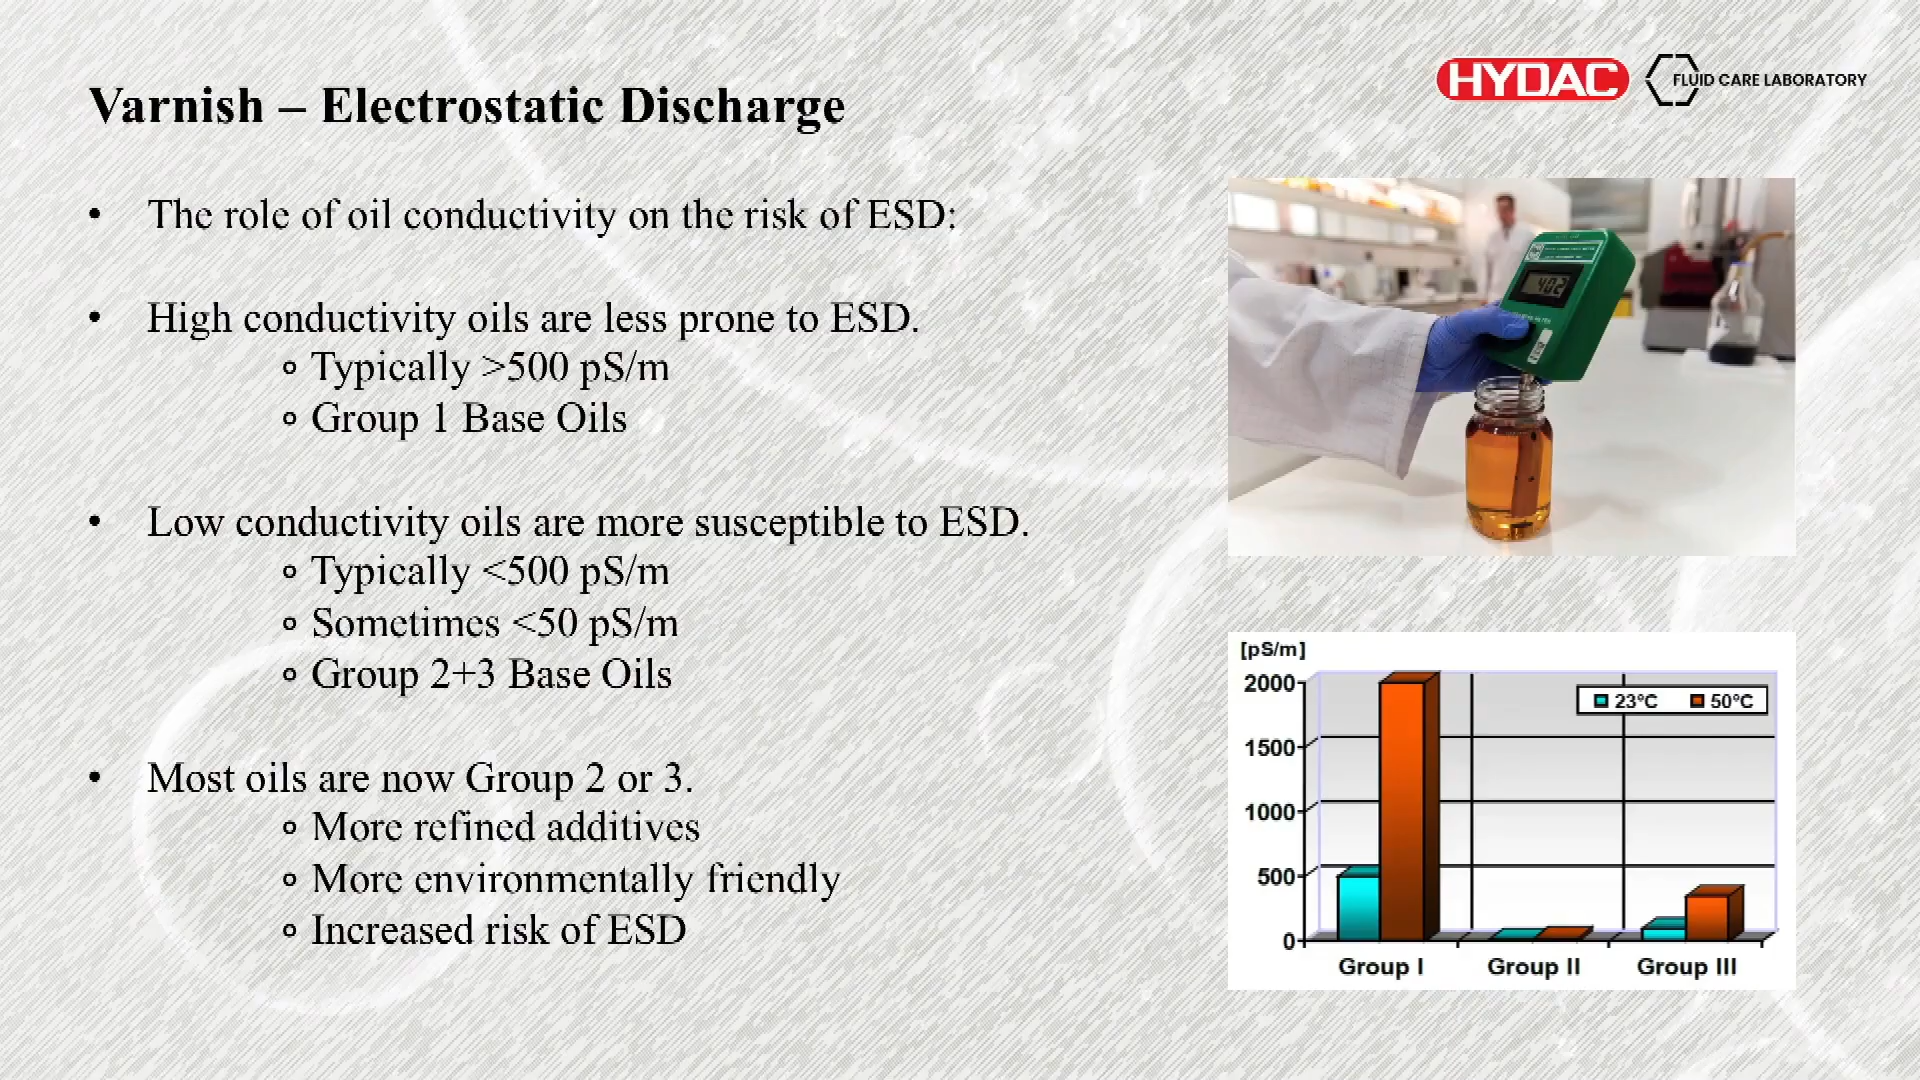 Varnish – Electrostatic Discharge
HYDAC
FLUID CARE LABORATORY
• The role of oil conductivity on the risk of ESD:
• High conductivity oils are less prone to ESD.
o Typically >500 pS/m
o Group 1 Base Oils
• Low conductivity oils are more susceptible to ESD.
o Typically <500 pS/m
o Sometimes <50 pS/m
o Group 2+3 Base Oils
• Most oils are now Group 2 or 3.
o More refined additives
o More environmentally friendly
o Increased risk of ESD
402
[pS/m]
23°C 50°C
2000
1500
1000
500
0
Group I Group II Group III